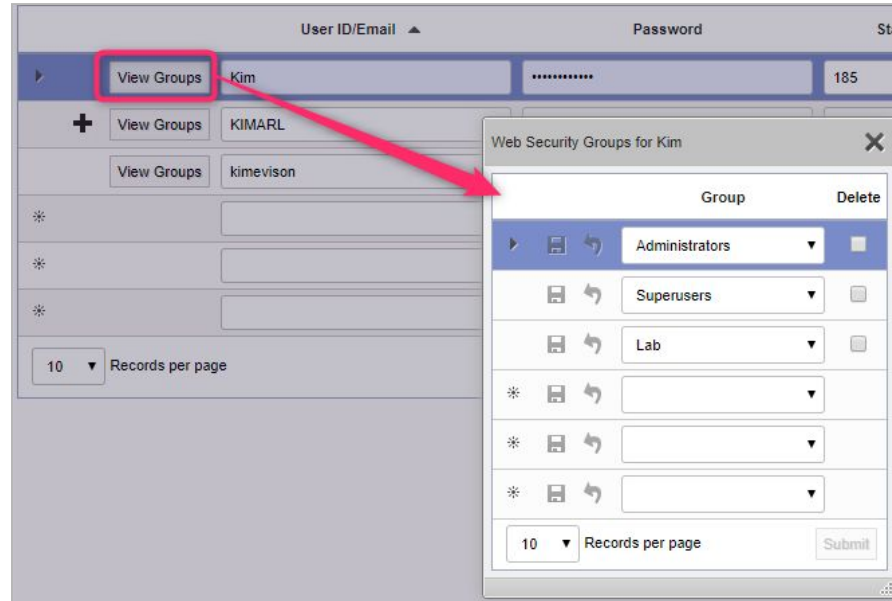 User ID/Email Password Sta
View Groups Kim •••••••••••• 185
View Groups KIMARL
View Groups kimevison
10 Records per page
Web Security Groups for Kim
Group Delete
Administrators
Superusers
Lab
10 Records per page Submit